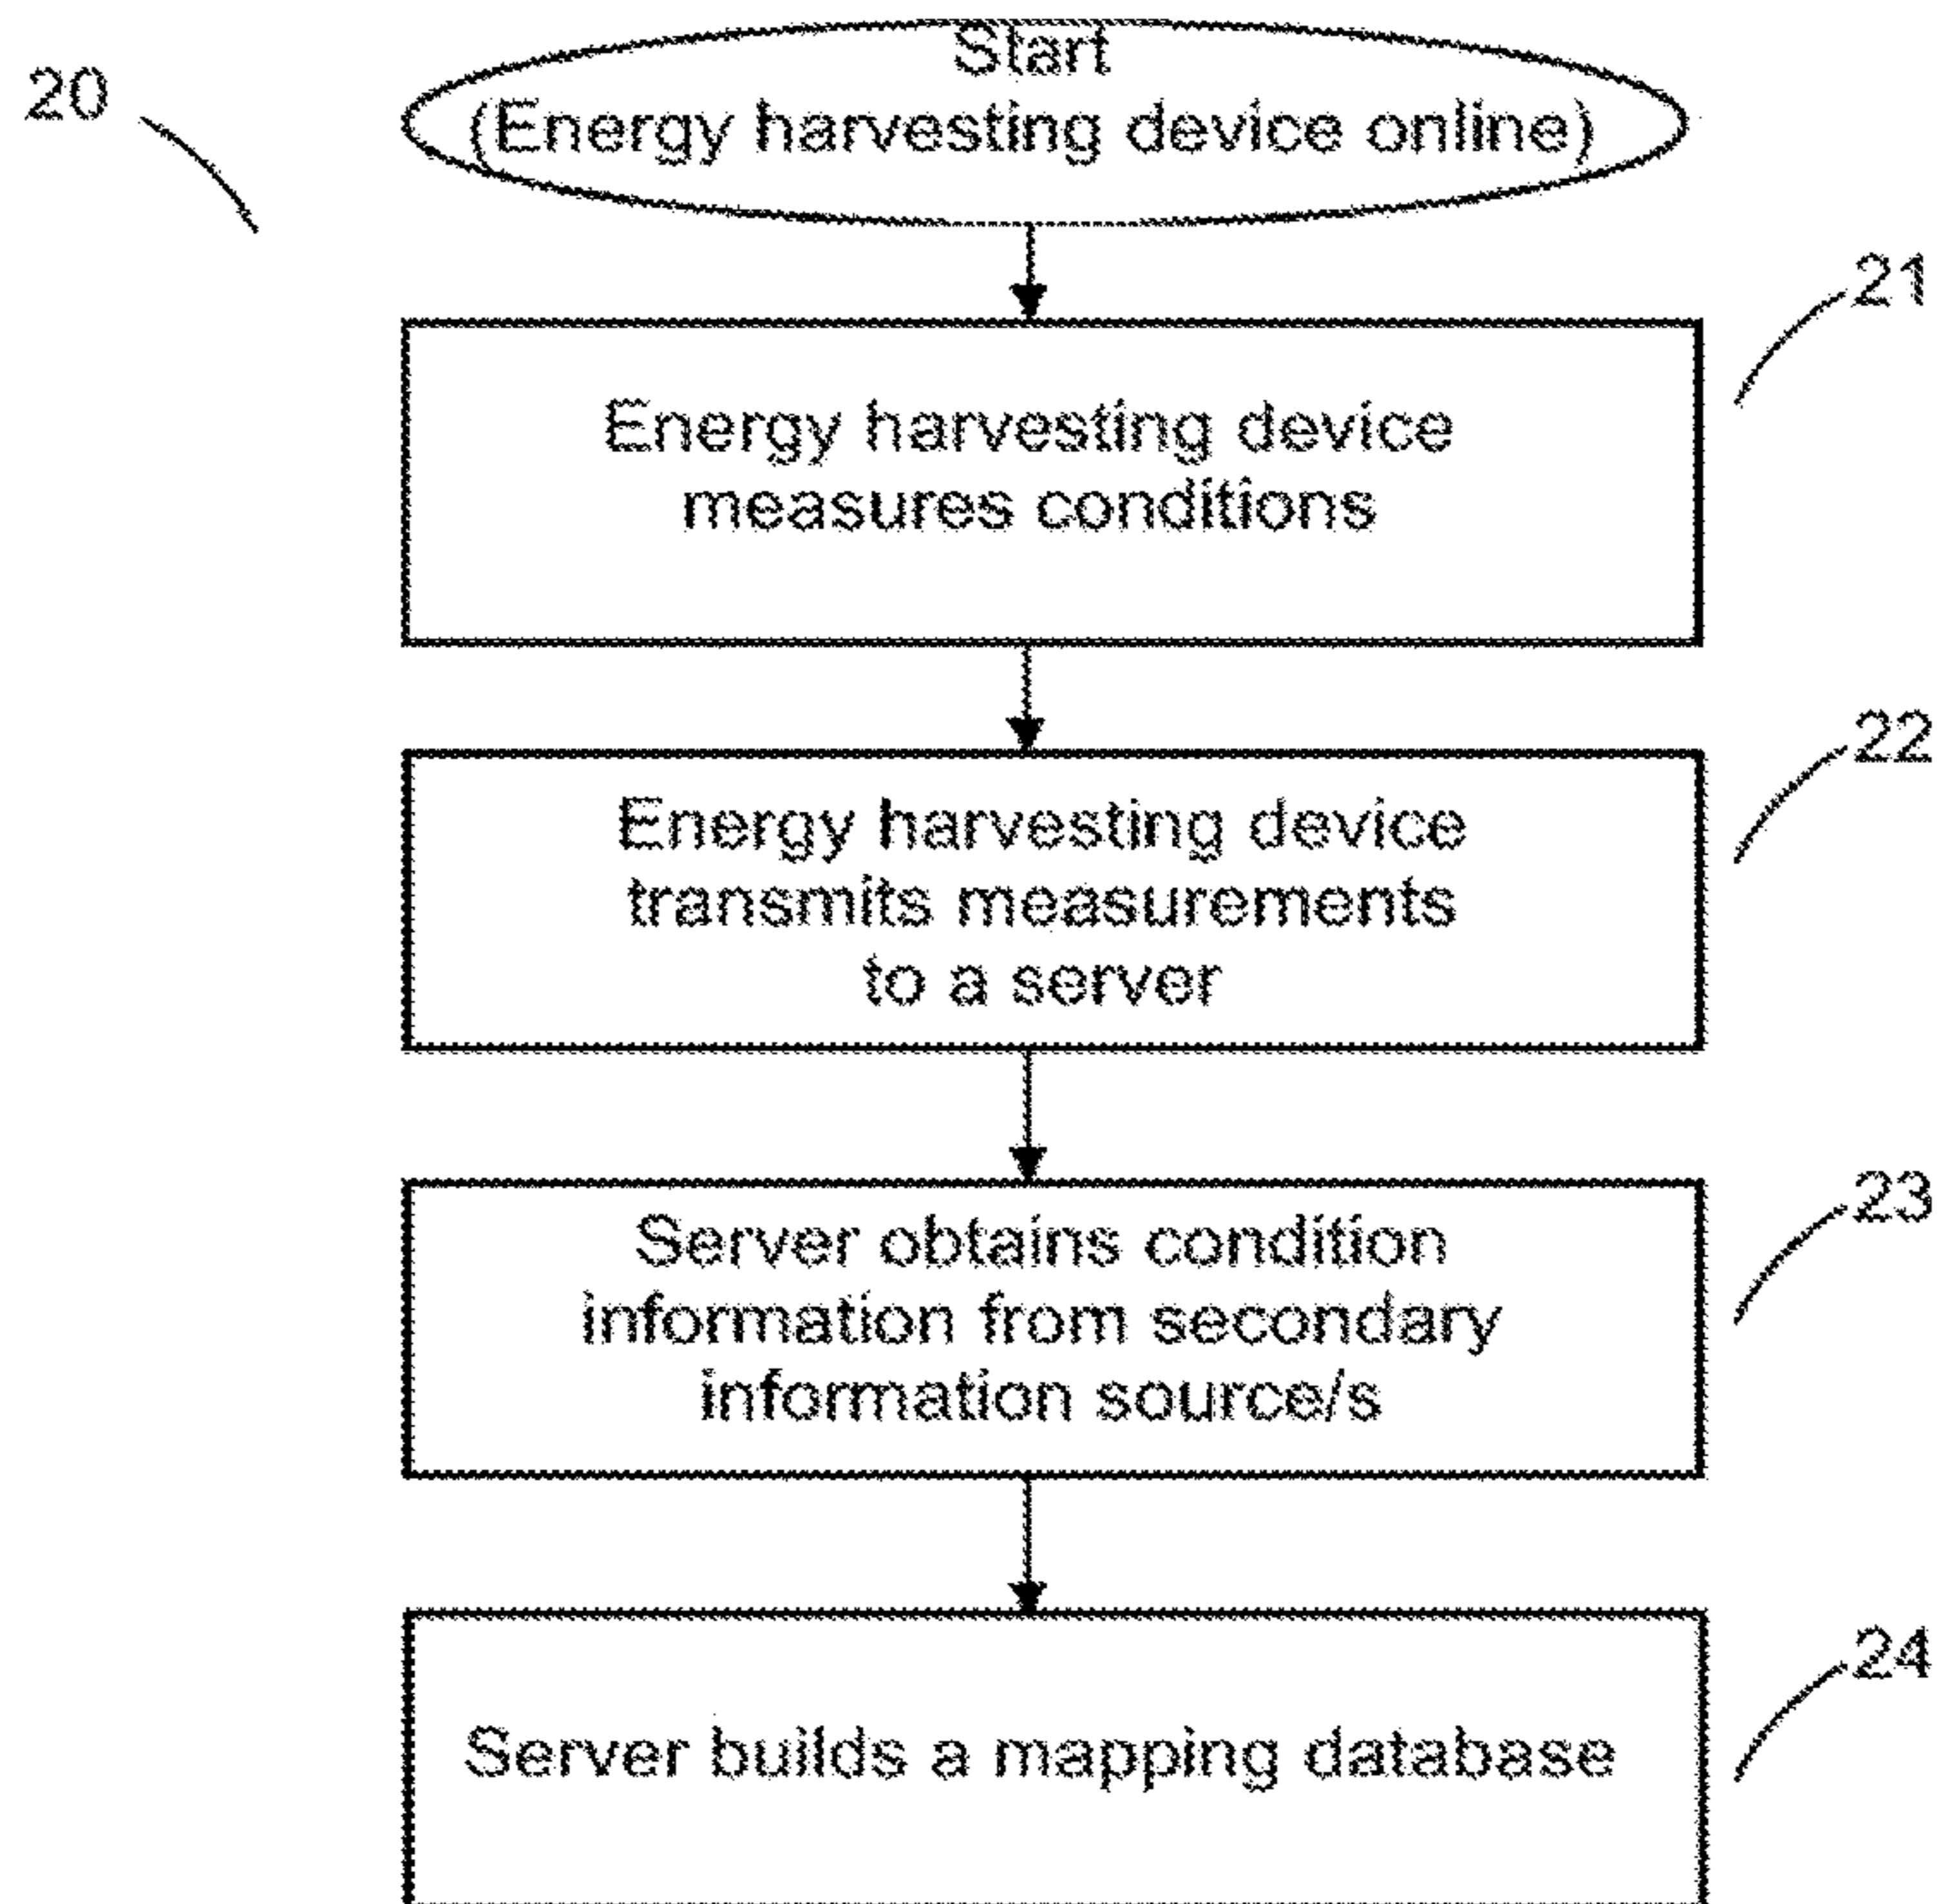 20
Start
(Energy harvesting device online)
21
Energy harvesting device
measures conditions
22
Energy harvesting device
transmits measurements
to a server
23
Server obtains condition
information from secondary
information source/s
24
Server builds a mapping database